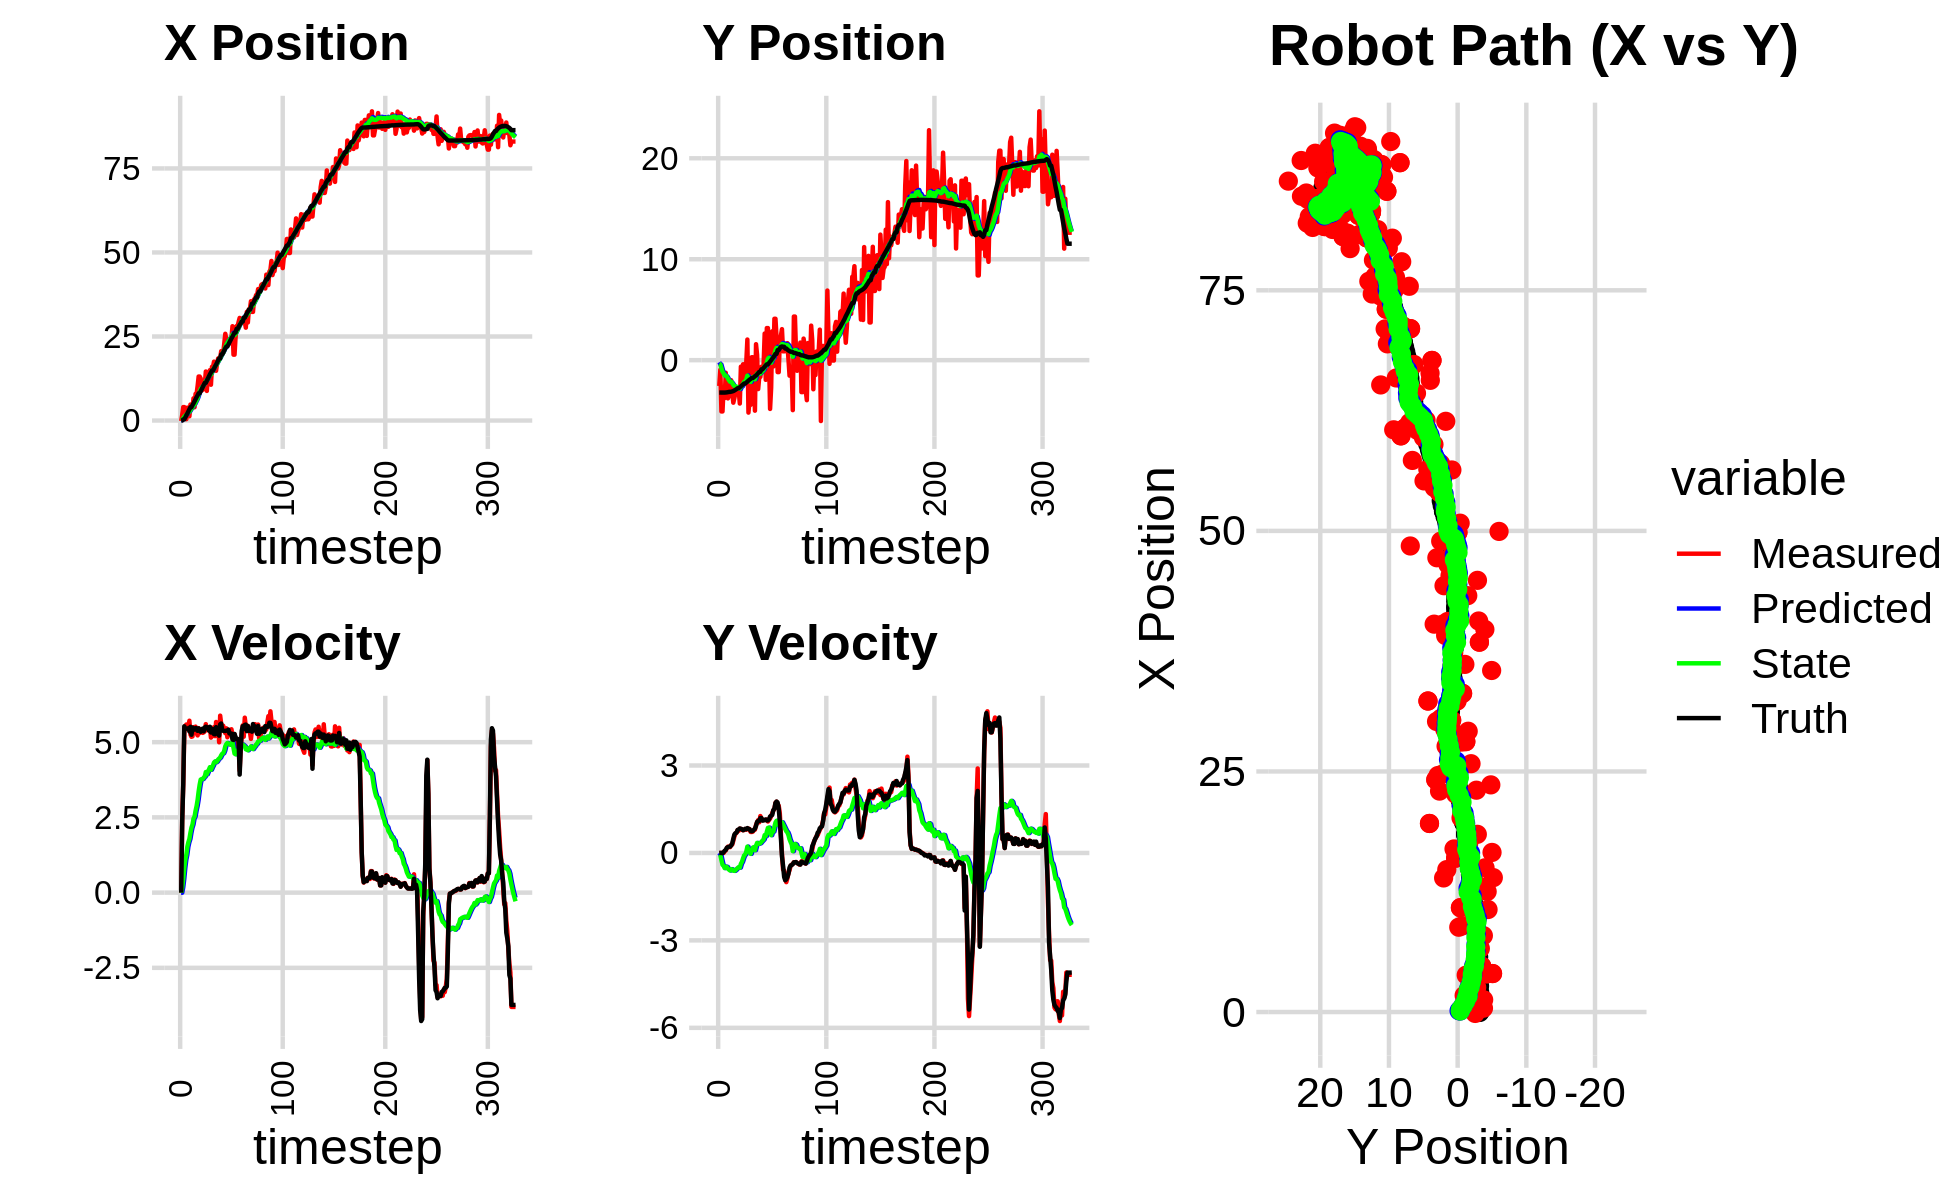 X Position
75
50
25
0
0
100
200
300
timestep
Y Position
20
10
0
0
100
200
300
timestep
X Velocity
5.0
2.5
0.0
-2.5
0
100
200
300
timestep
Y Velocity
3
0
-3
-6
0
100
200
300
timestep
Robot Path (X vs Y)
X Position
75
50
25
0
20 10 0 -10 -20
Y Position
variable
Measured
Predicted
State
Truth